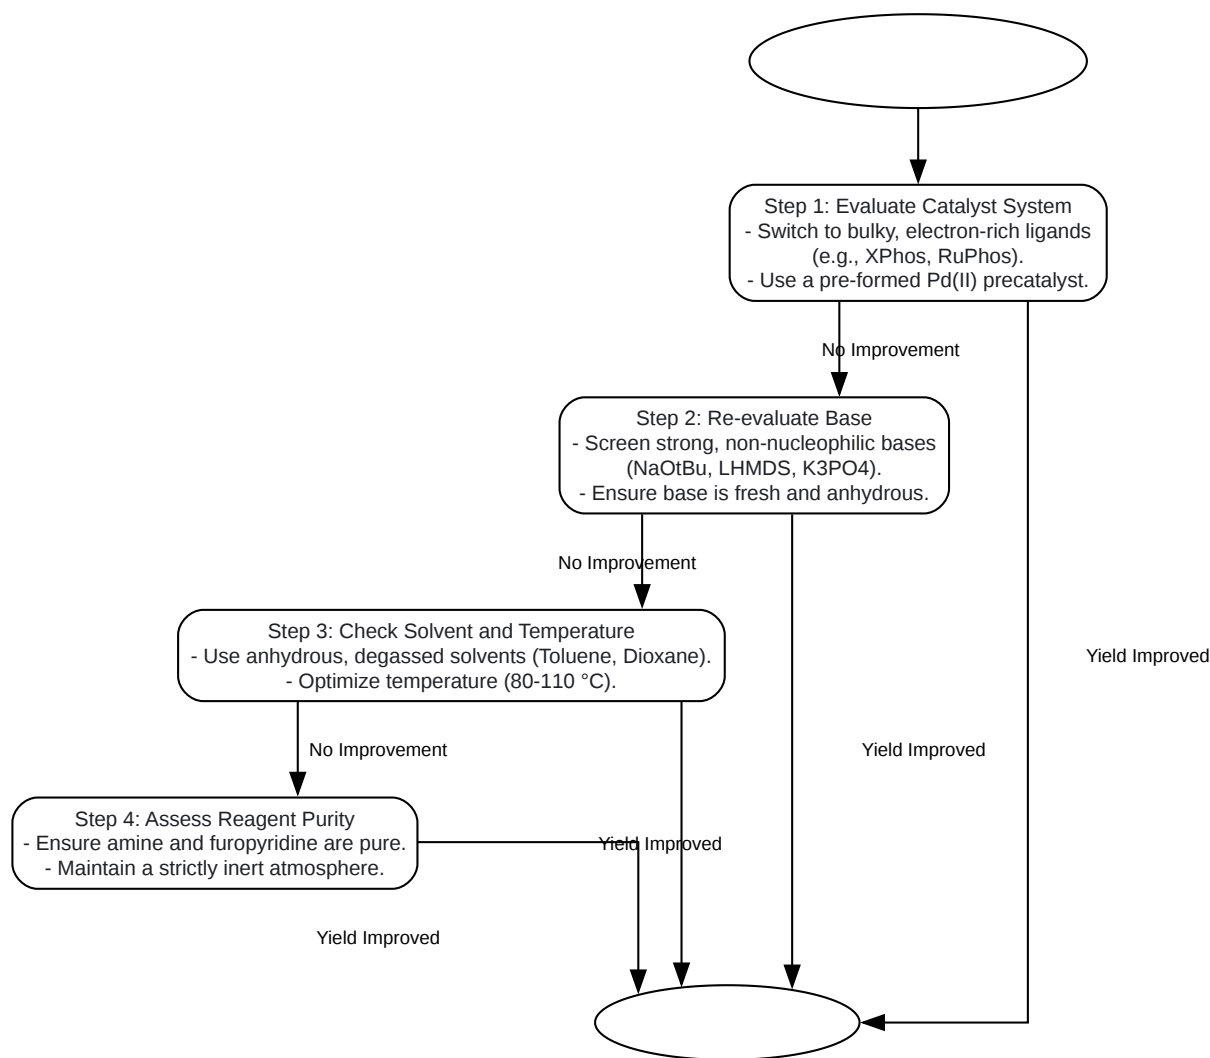 Step 1: Evaluate Catalyst System
- Switch to bulky, electron-rich ligands
(e.g., XPhos, RuPhos).
- Use a pre-formed Pd(II) precatalyst.
No Improvement
Step 2: Re-evaluate Base
- Screen strong, non-nucleophilic bases
(NaOtBu, LHMDS, K3PO4).
- Ensure base is fresh and anhydrous.
No Improvement
Step 3: Check Solvent and Temperature
- Use anhydrous, degassed solvents (Toluene, Dioxane).
- Optimize temperature (80-110 °C).
Yield Improved
No Improvement
Yield Improved
Step 4: Assess Reagent Purity
- Ensure amine and furopyridine are pure.
- Maintain a strictly inert atmosphere.
Yield Improved
Yield Improved